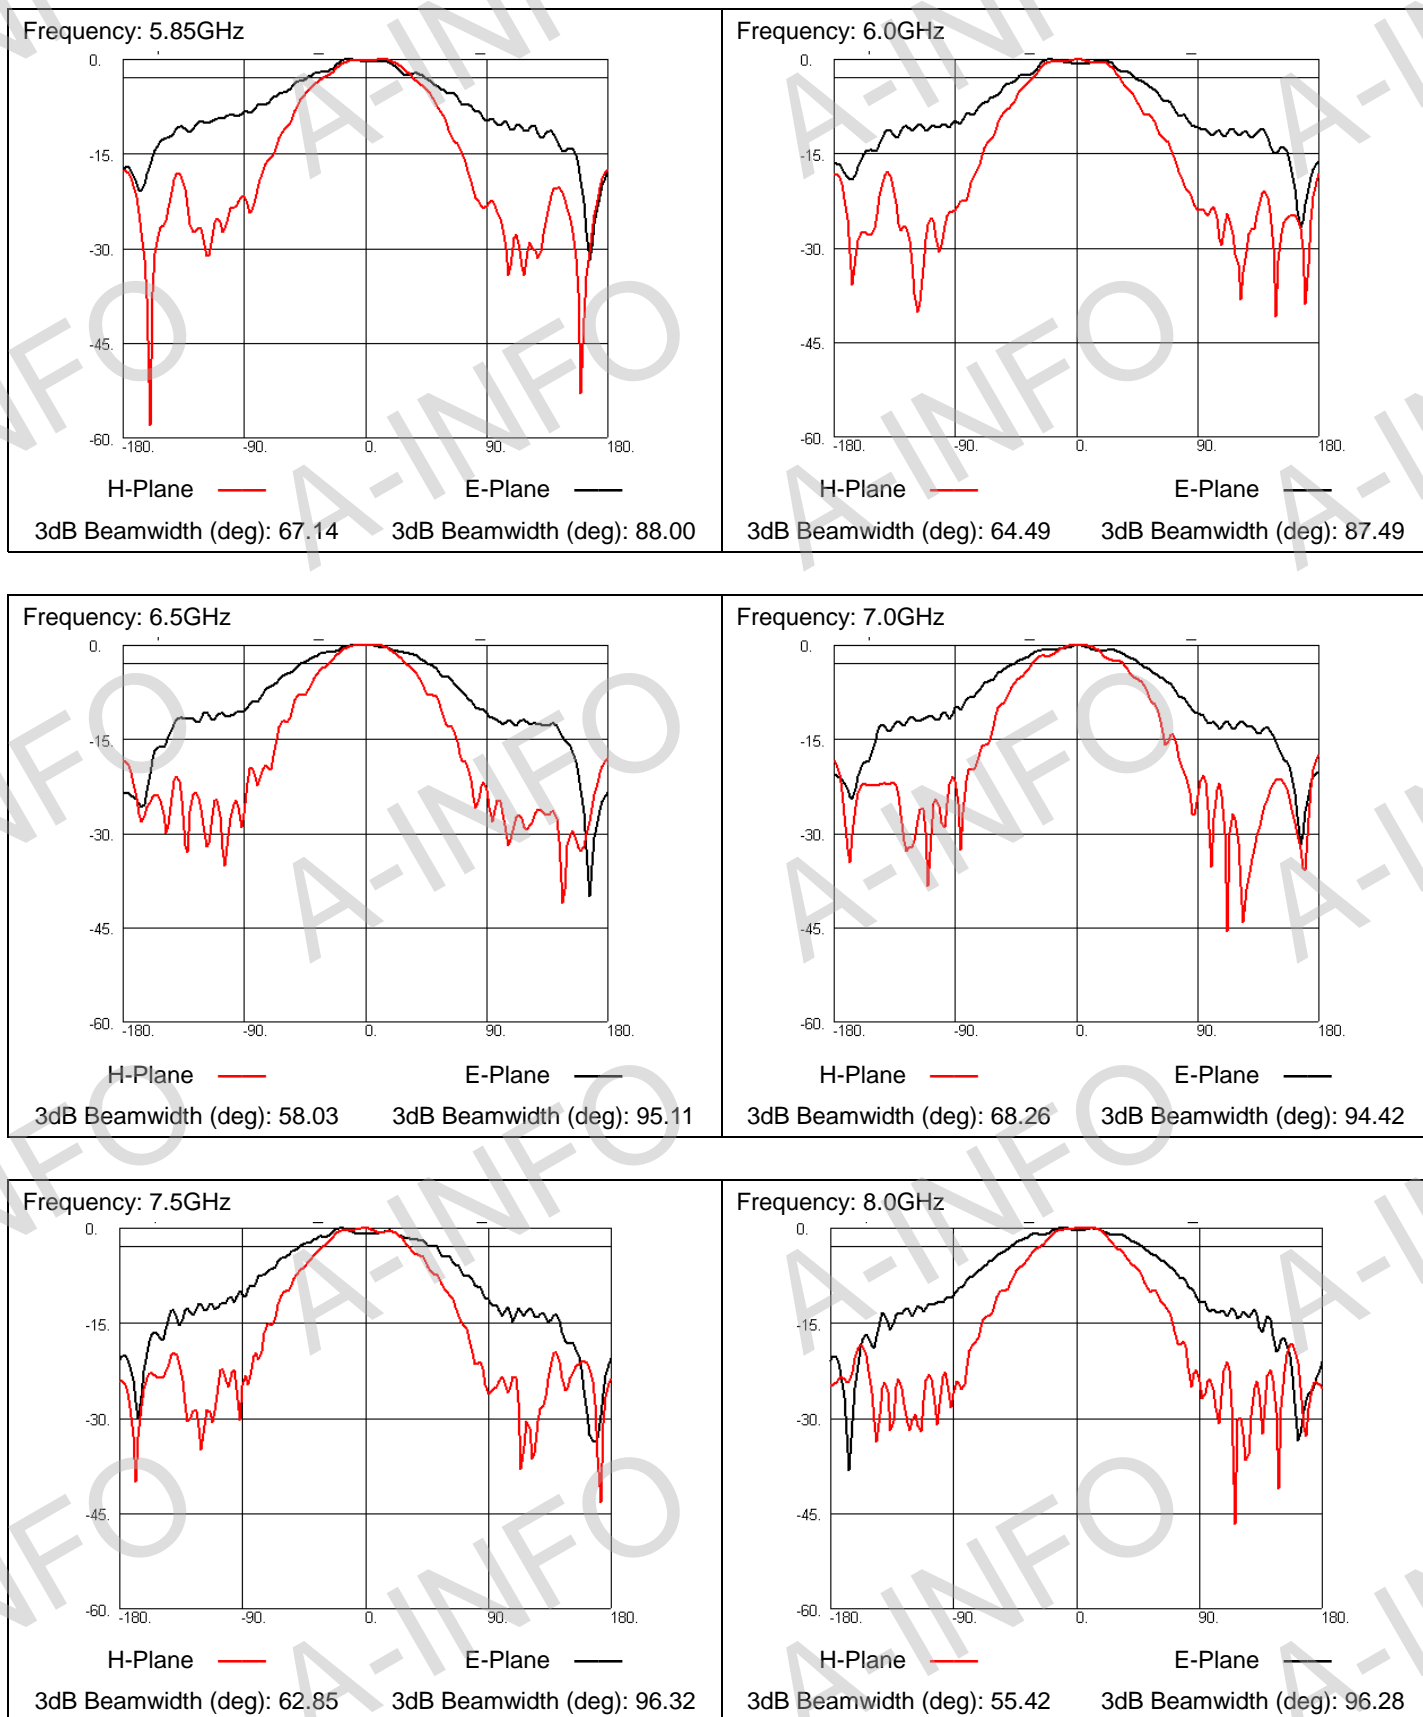 Frequency: 5.85GHz
0.
-15.
-30.
-45.
-60.
-180. -90. 0. 90. 180.
H-Plane E-Plane
3dB Beamwidth (deg): 67.14 3dB Beamwidth (deg): 88.00
Frequency: 6.0GHz
0.
-15.
-30.
-45.
-60.
-180. -90. 0. 90. 180.
H-Plane E-Plane
3dB Beamwidth (deg): 64.49 3dB Beamwidth (deg): 87.49
Frequency: 6.5GHz
0.
-15.
-30.
-45.
-60.
-180. -90. 0. 90. 180.
H-Plane E-Plane
3dB Beamwidth (deg): 58.03 3dB Beamwidth (deg): 95.11
Frequency: 7.0GHz
0.
-15.
-30.
-45.
-60.
-180. -90. 0. 90. 180.
H-Plane E-Plane
3dB Beamwidth (deg): 68.26 3dB Beamwidth (deg): 94.42
Frequency: 7.5GHz
0.
-15.
-30.
-45.
-60.
-180. -90. 0. 90. 180.
H-Plane E-Plane
3dB Beamwidth (deg): 62.85 3dB Beamwidth (deg): 96.32
Frequency: 8.0GHz
0.
-15.
-30.
-45.
-60.
-180. -90. 0. 90. 180.
H-Plane E-Plane
3dB Beamwidth (deg): 55.42 3dB Beamwidth (deg): 96.28
A-INFO
A-INFO
A-INFO
A-INFO
A-INFO
A-INFO
A-INFO
A-INFO